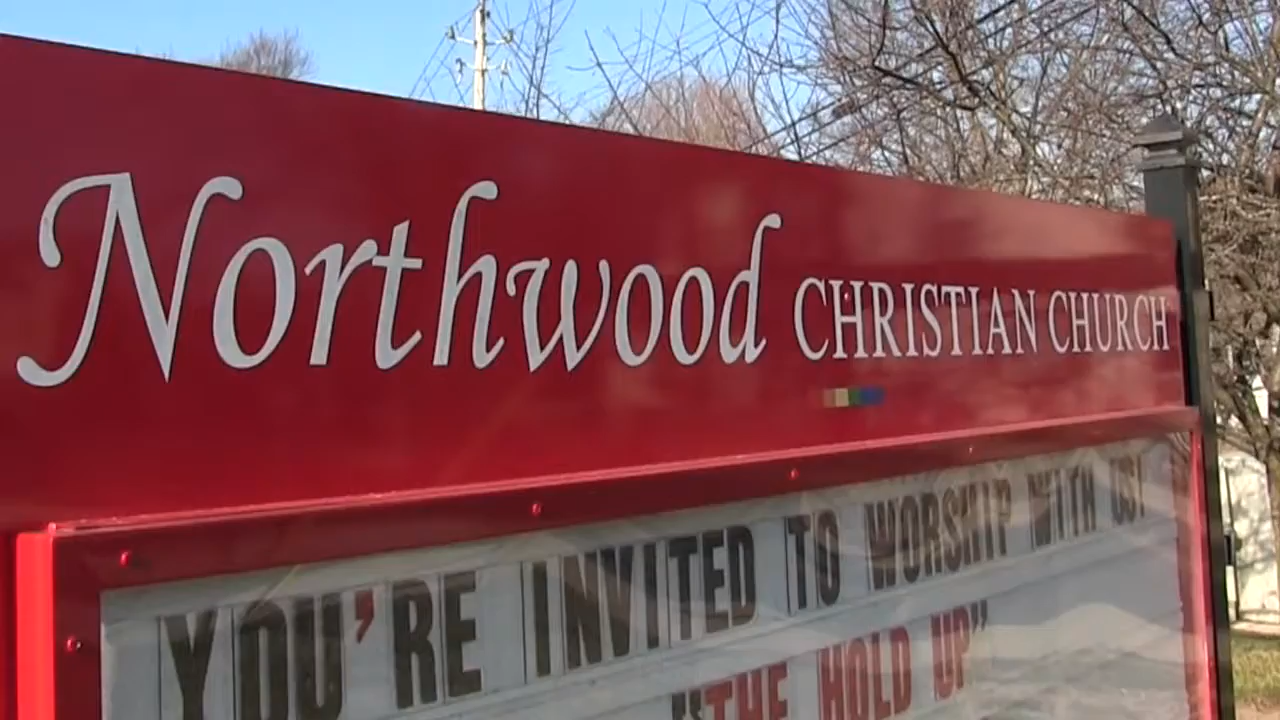 Northwood CHRISTIAN CHURCH
YOU'RE INVITED TO WORSHIP WITH US!
"THE HOLD UP"